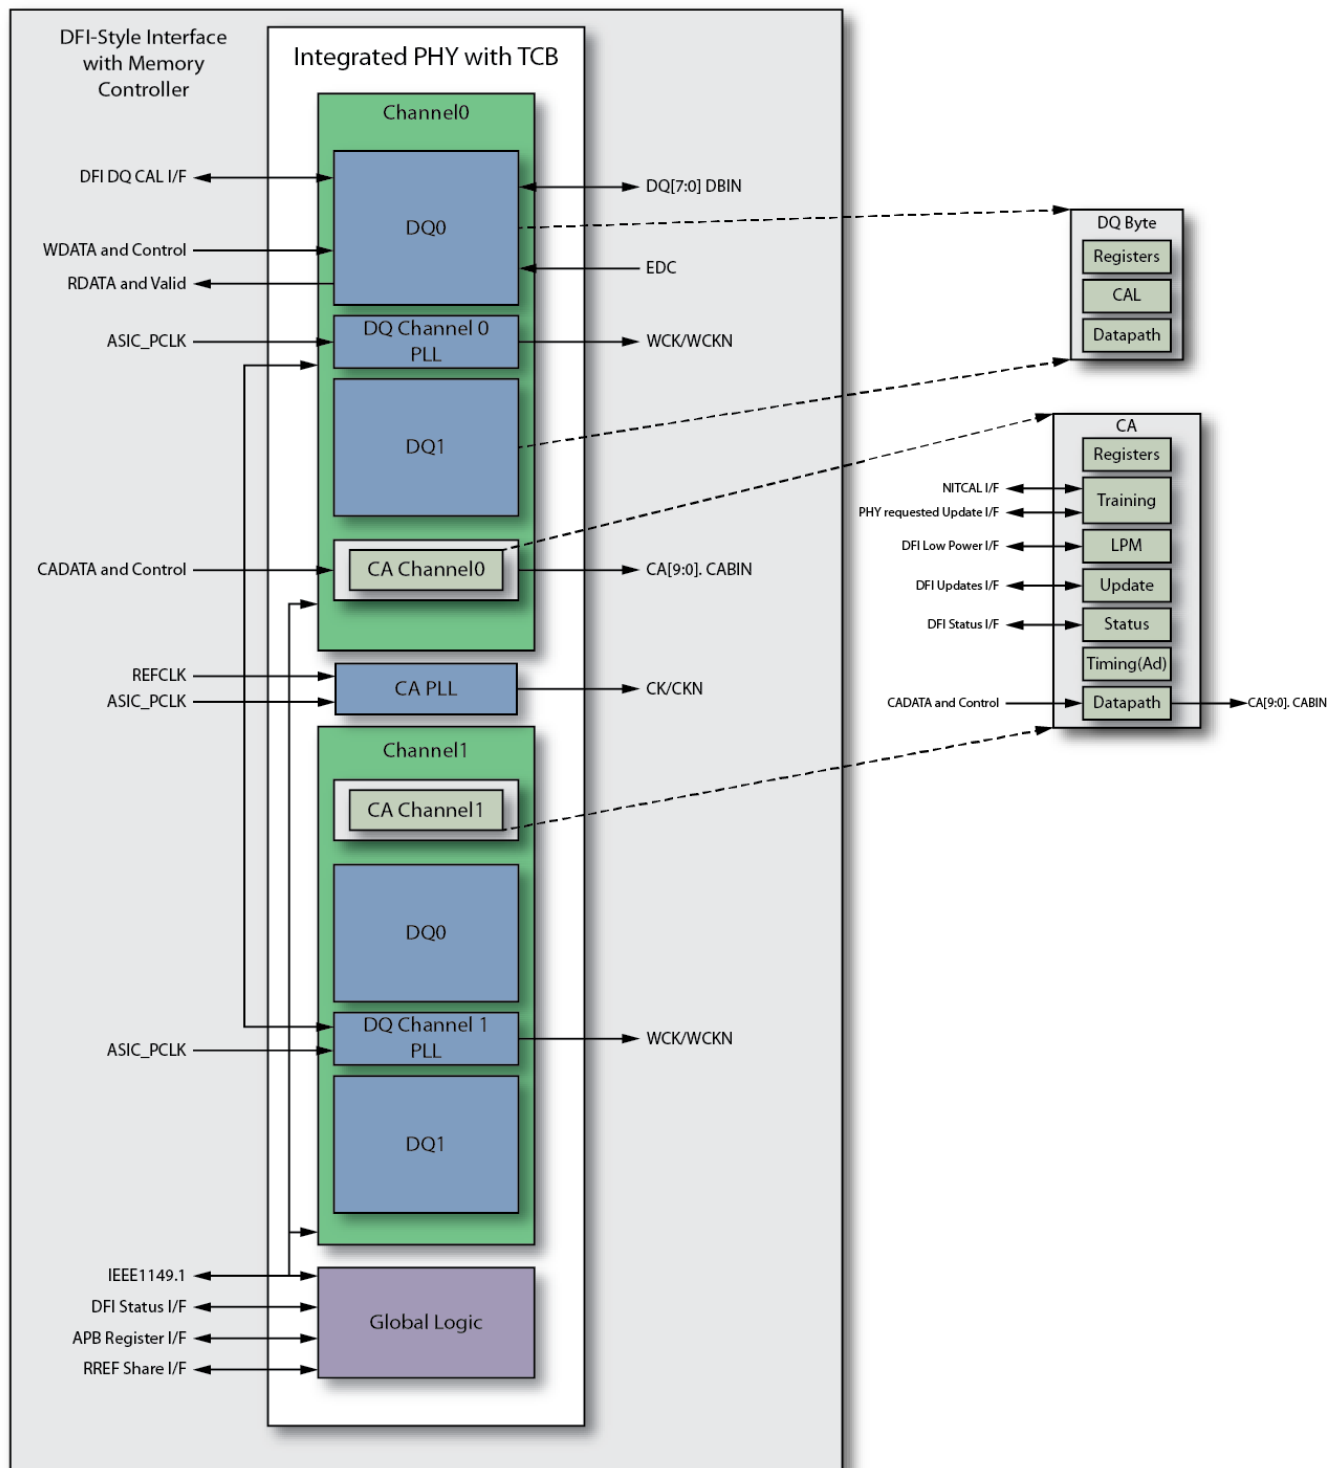 DFI-Style Interface
with Memory
Controller
Integrated PHY with TCB
Channel0
DFI DQ CAL I/F
DQ[7:0] DBIN
DQ0
WDATA and Control
EDC
RDATA and Valid
DQ Channel 0
PLL
ASIC_PCLK
WCK/WCKN
DQ1
CADATA and Control
CA Channel0
CA[9:0]. CABIN
REFCLK
CA PLL
CK/CKN
ASIC_PCLK
Channel1
CA Channel1
DQ0
DQ Channel 1
PLL
WCK/WCKN
ASIC_PCLK
DQ1
IEEE1149.1
DFI Status I/F
Global Logic
APB Register I/F
RREF Share I/F
DQ Byte
Registers
CAL
Datapath
CA
Registers
NITCAL I/F
Training
PHY requested Update I/F
DFI Low Power I/F
LPM
DFI Updates I/F
Update
DFI Status I/F
Status
Timing(Ad)
CADATA and Control
Datapath
CA[9:0]. CABIN